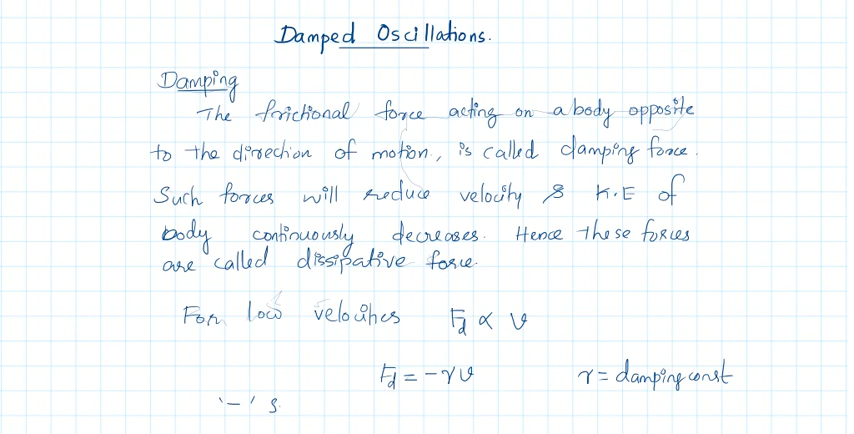 Damped Oscillations.
Damping
The frictional force acting on a body opposite
to the direction of motion, is called damping force.
Such forces will reduce velocity & K.E of
body continuously decreases. Hence these forces
are called dissipative force.
For low velocities F_d ∝ v
F_d = -γv γ = damping const
'-' s